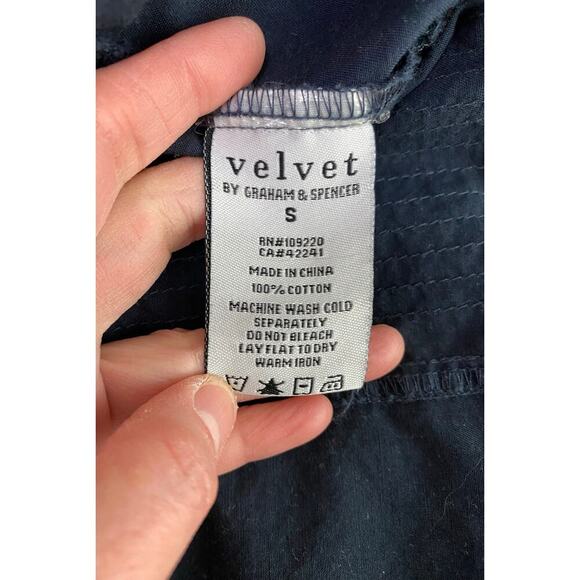 velvet
BY GRAHAM & SPENCER
S
RN#109220
CA#42241
MADE IN CHINA
100% COTTON
MACHINE WASH COLD
SEPARATELY
DO NOT BLEACH
LAY FLAT TO DRY
WARM IRON